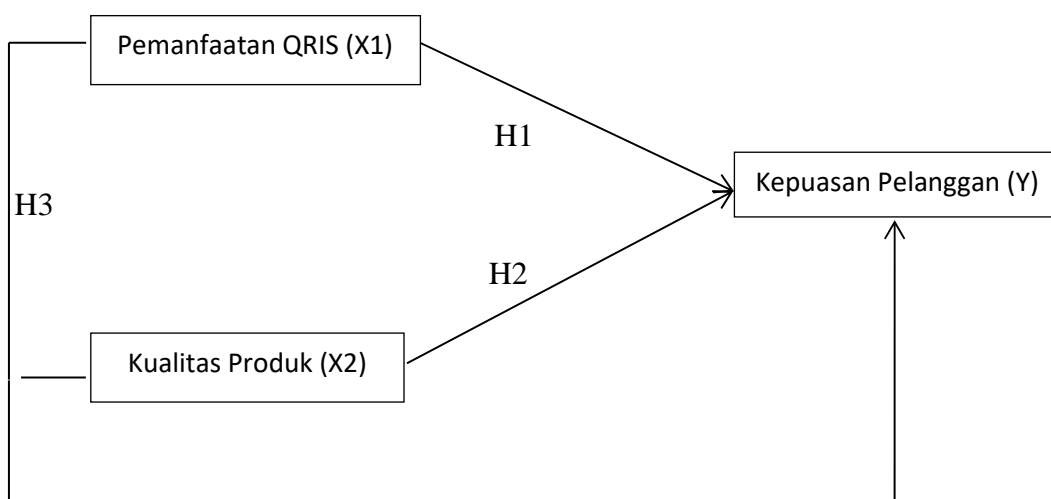 Pemanfaatan QRIS (X1)
H1
Kepuasan Pelanggan (Y)
H3
H2
Kualitas Produk (X2)